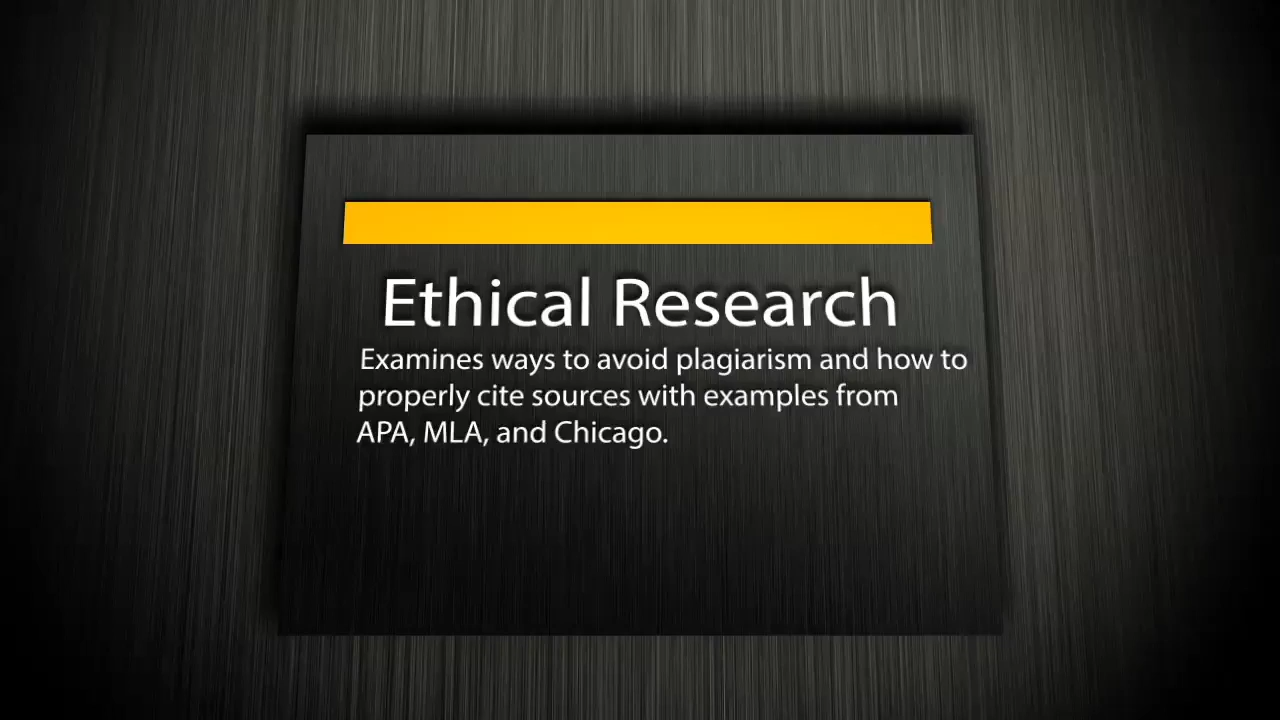 Ethical Research
Examines ways to avoid plagiarism and how to
properly cite sources with examples from
APA, MLA, and Chicago.